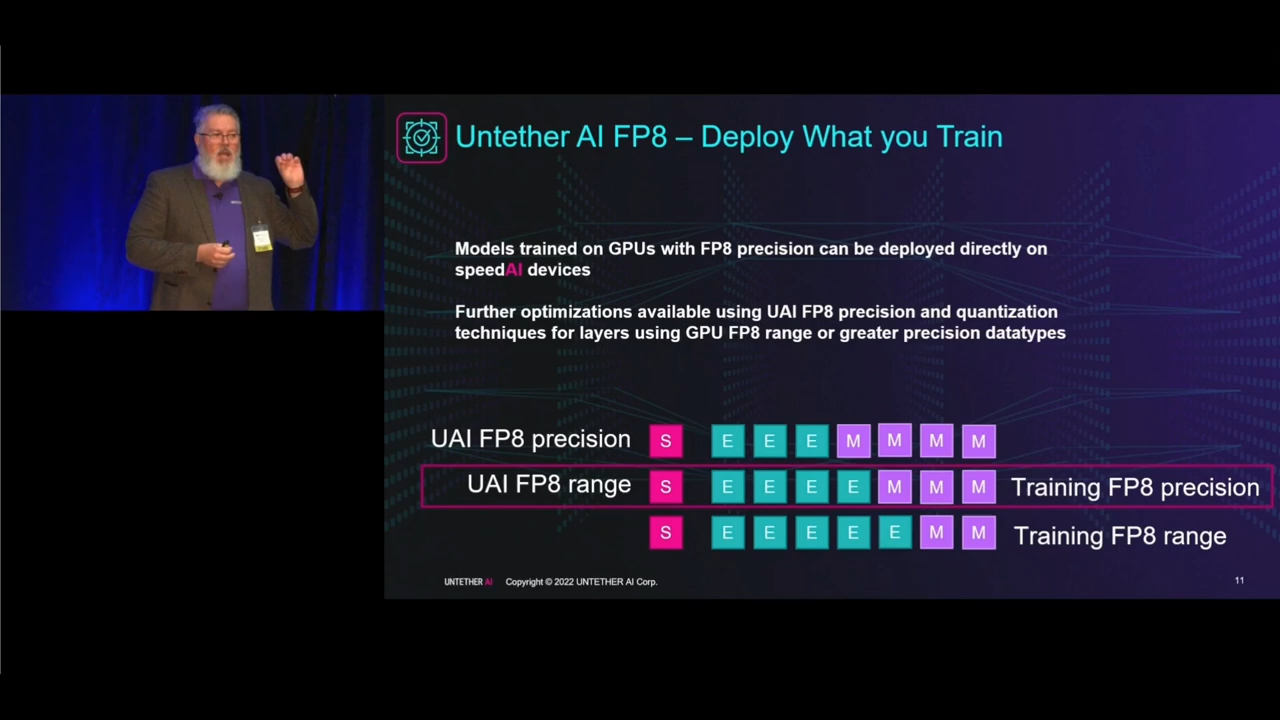 Untether AI FP8 – Deploy What you Train
Models trained on GPUs with FP8 precision can be deployed directly on
speedAI devices
Further optimizations available using UAI FP8 precision and quantization
techniques for layers using GPU FP8 range or greater precision datatypes
UAI FP8 precision S E E E M M M M
UAI FP8 range S E E E E M M M Training FP8 precision
S E E E E E M M Training FP8 range
UNTETHER AI Copyright © 2022 UNTETHER AI Corp. 11